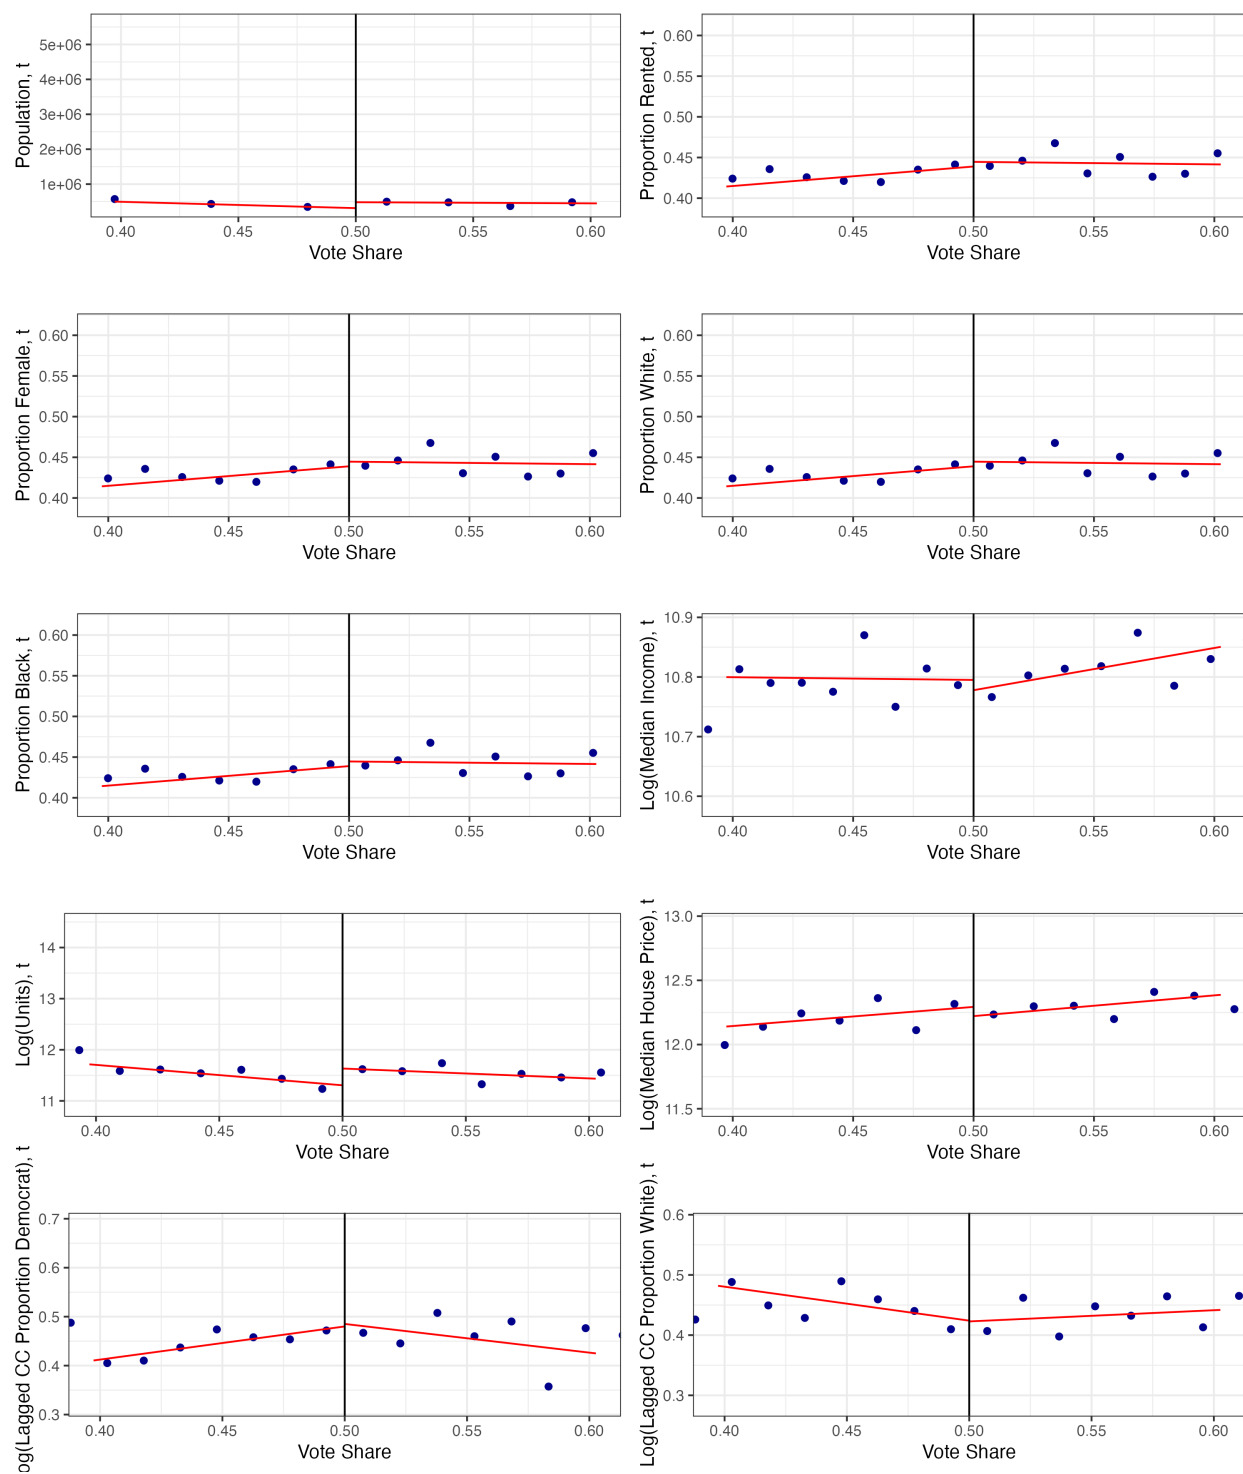 Population, t
5e+06
4e+06
3e+06
2e+06
1e+06
0.40 0.45 0.50 0.55 0.60
Vote Share
Proportion Rented, t
0.60
0.55
0.50
0.45
0.40
0.40 0.45 0.50 0.55 0.60
Vote Share
Proportion Female, t
0.60
0.55
0.50
0.45
0.40
0.40 0.45 0.50 0.55 0.60
Vote Share
Proportion White, t
0.60
0.55
0.50
0.45
0.40
0.40 0.45 0.50 0.55 0.60
Vote Share
Proportion Black, t
0.60
0.55
0.50
0.45
0.40
0.40 0.45 0.50 0.55 0.60
Vote Share
Log(Median Income), t
10.9
10.8
10.7
10.6
0.40 0.45 0.50 0.55 0.60
Vote Share
Log(Units), t
14
13
12
11
0.40 0.45 0.50 0.55 0.60
Vote Share
Log(Median House Price), t
13.0
12.5
12.0
11.5
0.40 0.45 0.50 0.55 0.60
Vote Share
og(Lagged CC Proportion Democrat), t
0.7
0.6
0.5
0.4
0.3
0.40 0.45 0.50 0.55 0.60
Vote Share
Log(Lagged CC Proportion White), t
0.6
0.5
0.4
0.3
0.40 0.45 0.50 0.55 0.60
Vote Share